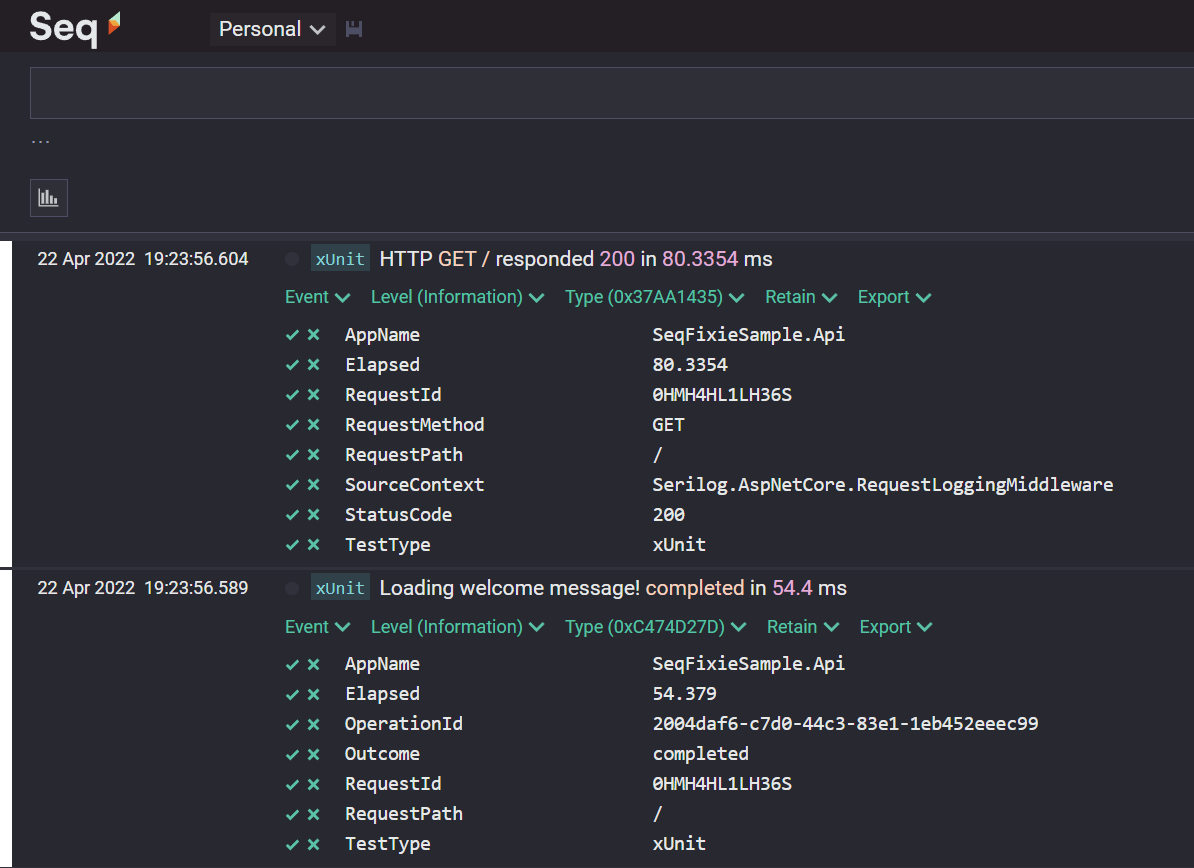 Seq Personal
...
22 Apr 2022 19:23:56.604 xUnit HTTP GET / responded 200 in 80.3354 ms
Event Level (Information) Type (0x37AA1435) Retain Export
AppName SeqFixieSample.Api
Elapsed 80.3354
RequestId 0HMH4HL1LH36S
RequestMethod GET
RequestPath /
SourceContext Serilog.AspNetCore.RequestLoggingMiddleware
StatusCode 200
TestType xUnit
22 Apr 2022 19:23:56.589 xUnit Loading welcome message! completed in 54.4 ms
Event Level (Information) Type (0xC474D27D) Retain Export
AppName SeqFixieSample.Api
Elapsed 54.379
OperationId 2004daf6-c7d0-44c3-83e1-1eb452eeec99
Outcome completed
RequestId 0HMH4HL1LH36S
RequestPath /
TestType xUnit